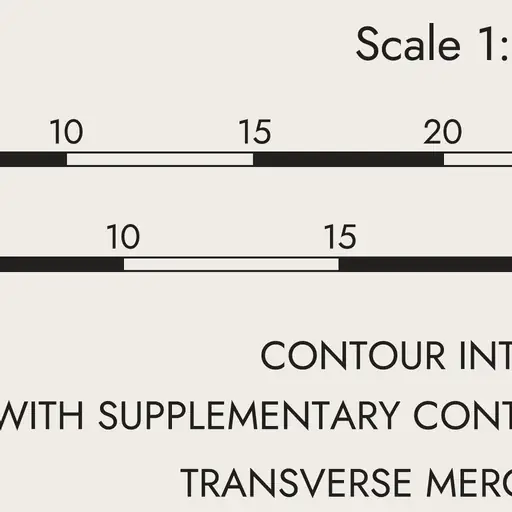 Scale 1:
10 15 20
10 15
CONTOUR INT
WITH SUPPLEMENTARY CONT
TRANSVERSE MERC